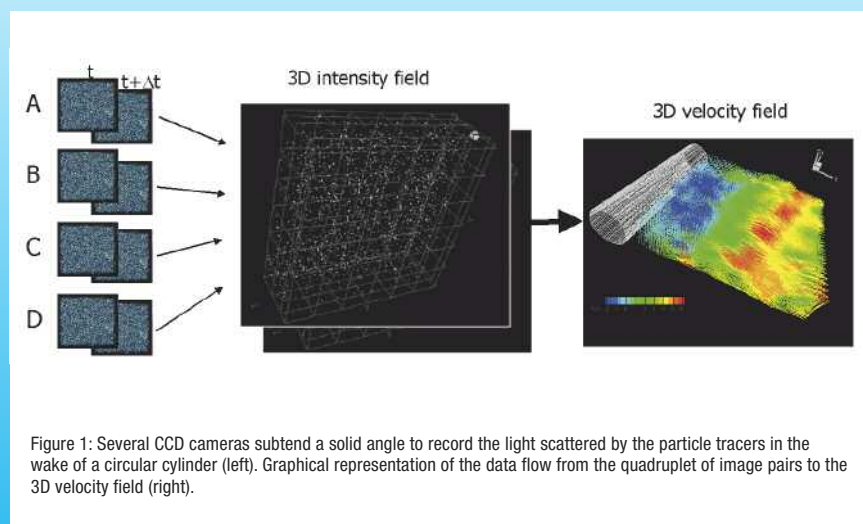 t
t+Δt
A
B
C
D
3D intensity field
3D velocity field
Figure 1: Several CCD cameras subtend a solid angle to record the light scattered by the particle tracers in the
wake of a circular cylinder (left). Graphical representation of the data flow from the quadruplet of image pairs to the
3D velocity field (right).